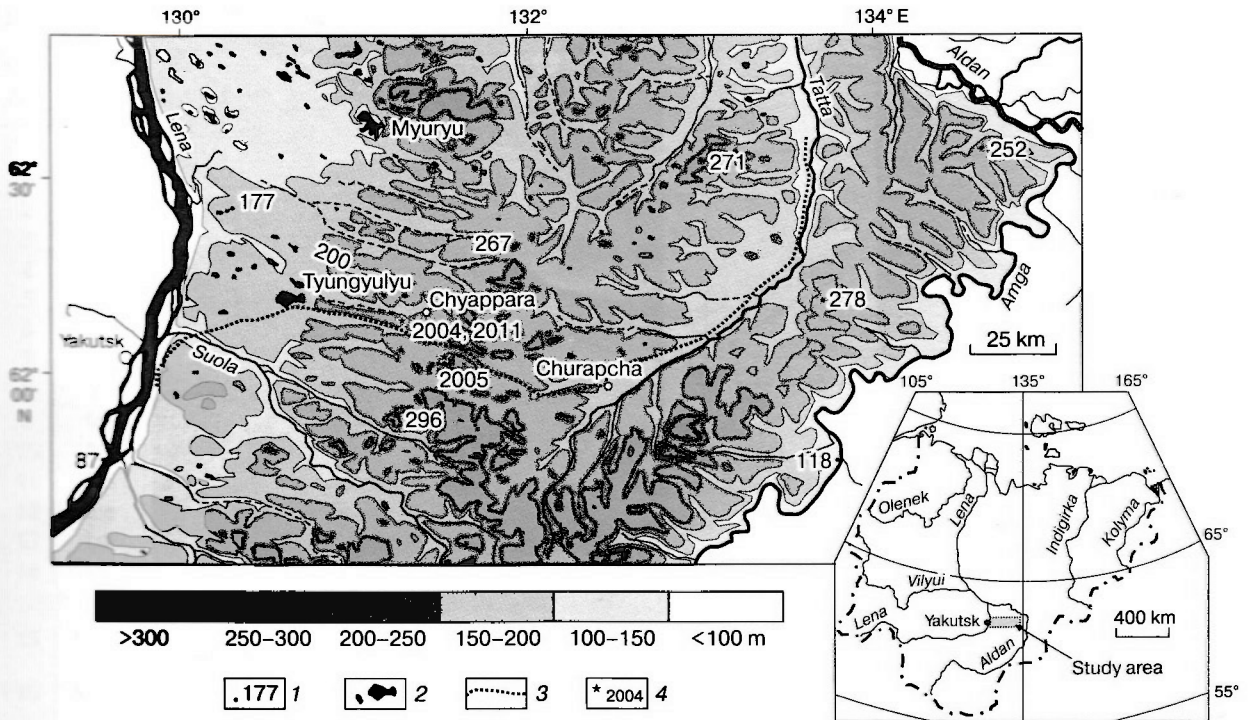 130° 132° 134° E
Aldan
Lena
Tatta
Myuryu
62°
30'
271
252
177
267
200
Tyungyulyu
Chyappara
278
Amga
2004, 2011
25 km
Yakutsk
Suola
Churapcha
62°
00'
N
2005
296
87
118
105° 135° 165°
Olenek
Lena
Indigirka
Kolyma
65°
Vilyui
Lena
Yakutsk
400 km
Aldan
Study area
55°
>300 250–300 200–250 150–200 100–150 <100 m
.177 1 2 3 * 2004 4